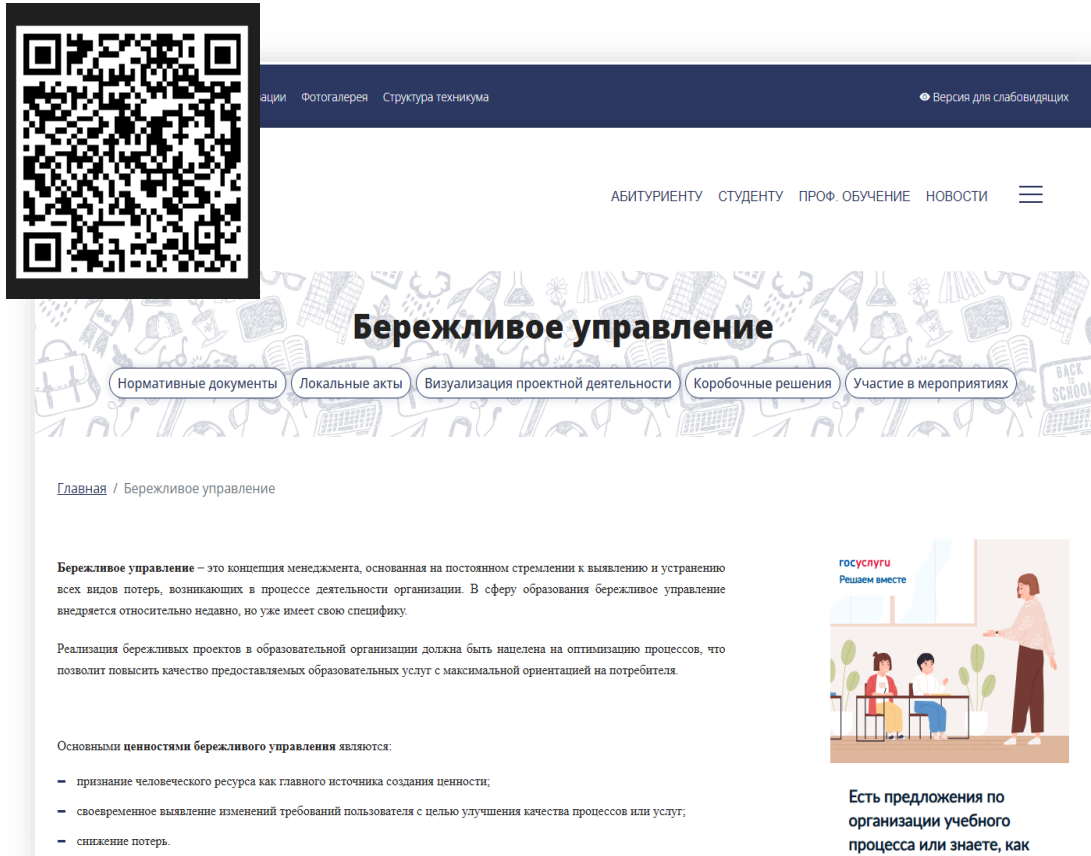 ации Фотогалерея Структура техникума Версия для слабовидящих
АБИТУРИЕНТУ СТУДЕНТУ ПРОФ. ОБУЧЕНИЕ НОВОСТИ
Бережливое управление
Нормативные документы Локальные акты Визуализация проектной деятельности Коробочные решения Участие в мероприятиях
BACK
to
SCHOOL
Главная / Бережливое управление
Бережливое управление – это концепция менеджмента, основанная на постоянном стремлении к выявлению и устранению
всех видов потерь, возникающих в процессе деятельности организации. В сферу образования бережливое управление
внедряется относительно недавно, но уже имеет свою специфику.
Реализация бережливых проектов в образовательной организации должна быть нацелена на оптимизацию процессов, что
позволит повысить качество предоставляемых образовательных услуг с максимальной ориентацией на потребителя.
Основными ценностями бережливого управления являются:
– признание человеческого ресурса как главного источника создания ценности;
– своевременное выявление изменений требований пользователя с целью улучшения качества процессов или услуг;
– снижение потерь.
госуслуги
Решаем вместе
Есть предложения по
организации учебного
процесса или знаете, как